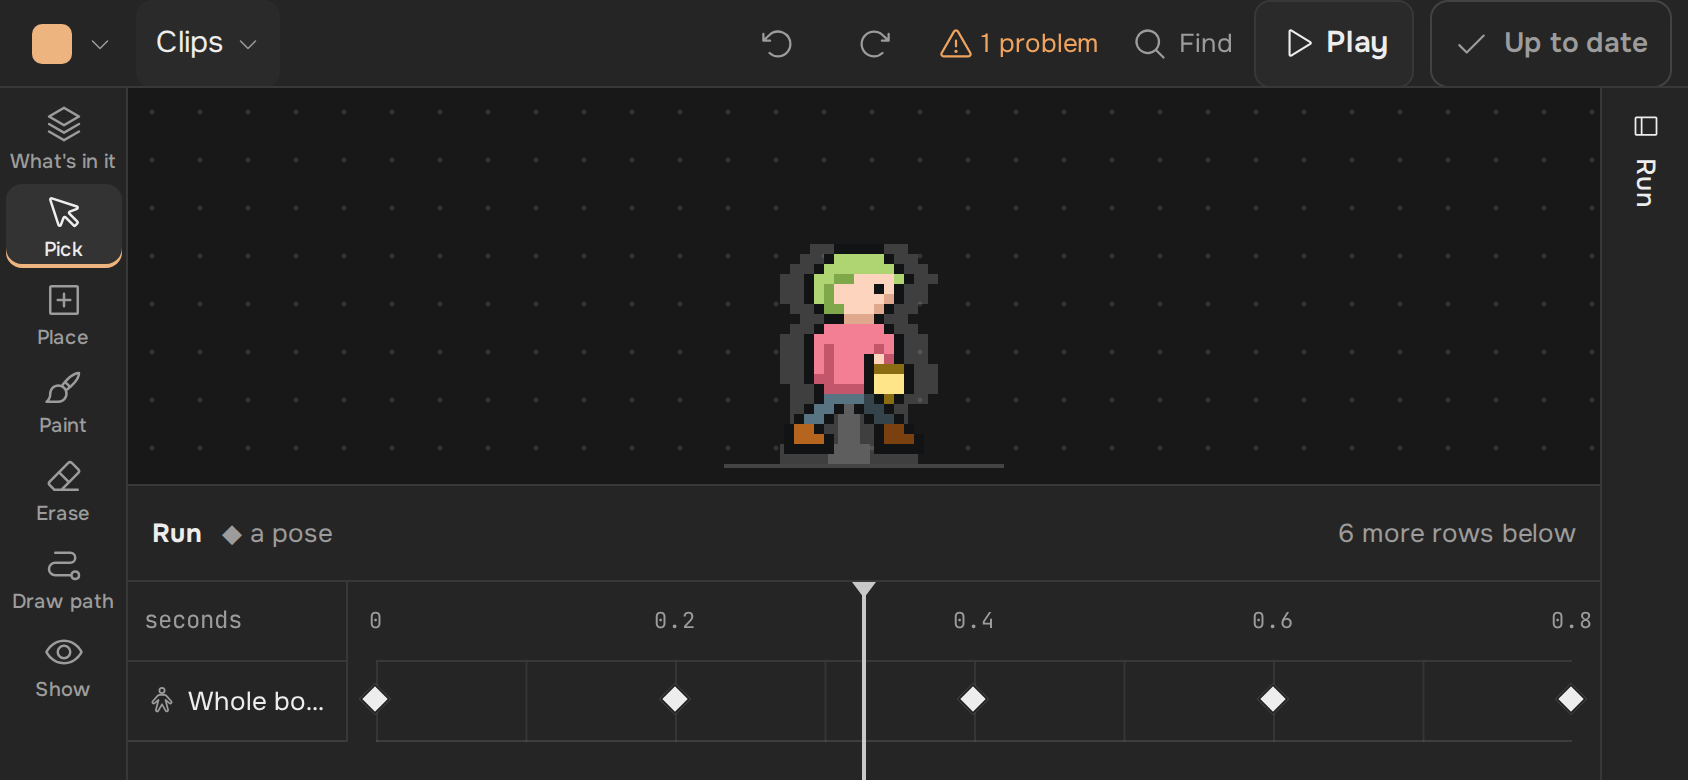 Clips
1 problem
Find
Play
Up to date
What's in it
Pick
Place
Paint
Erase
Draw path
Show
Run
Run
a pose
6 more rows below
seconds
0
0.2
0.4
0.6
0.8
Whole bo...